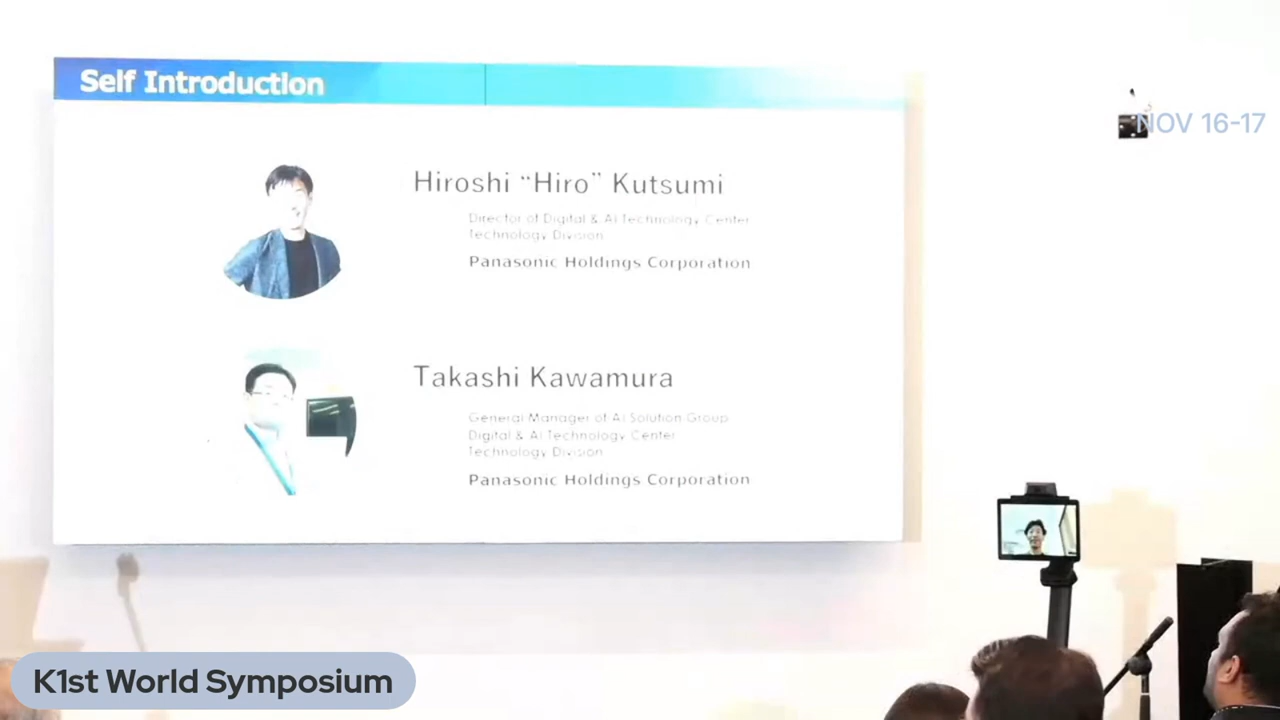 Self Introduction
NOV 16-17
Hiroshi “Hiro” Kutsumi
Director of Digital & AI Technology Center
Technology Division
Panasonic Holdings Corporation
Takashi Kawamura
General Manager of AI Solution Group
Digital & AI Technology Center
Technology Division
Panasonic Holdings Corporation
K1st World Symposium